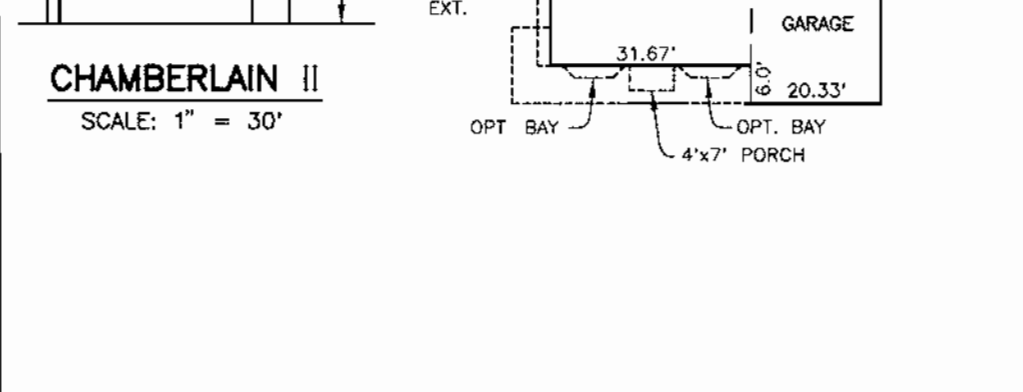 EXT.
GARAGE
31.67'
6.0'
20.33'
CHAMBERLAIN II
SCALE: 1" = 30'
OPT BAY
OPT. BAY
4'x7' PORCH